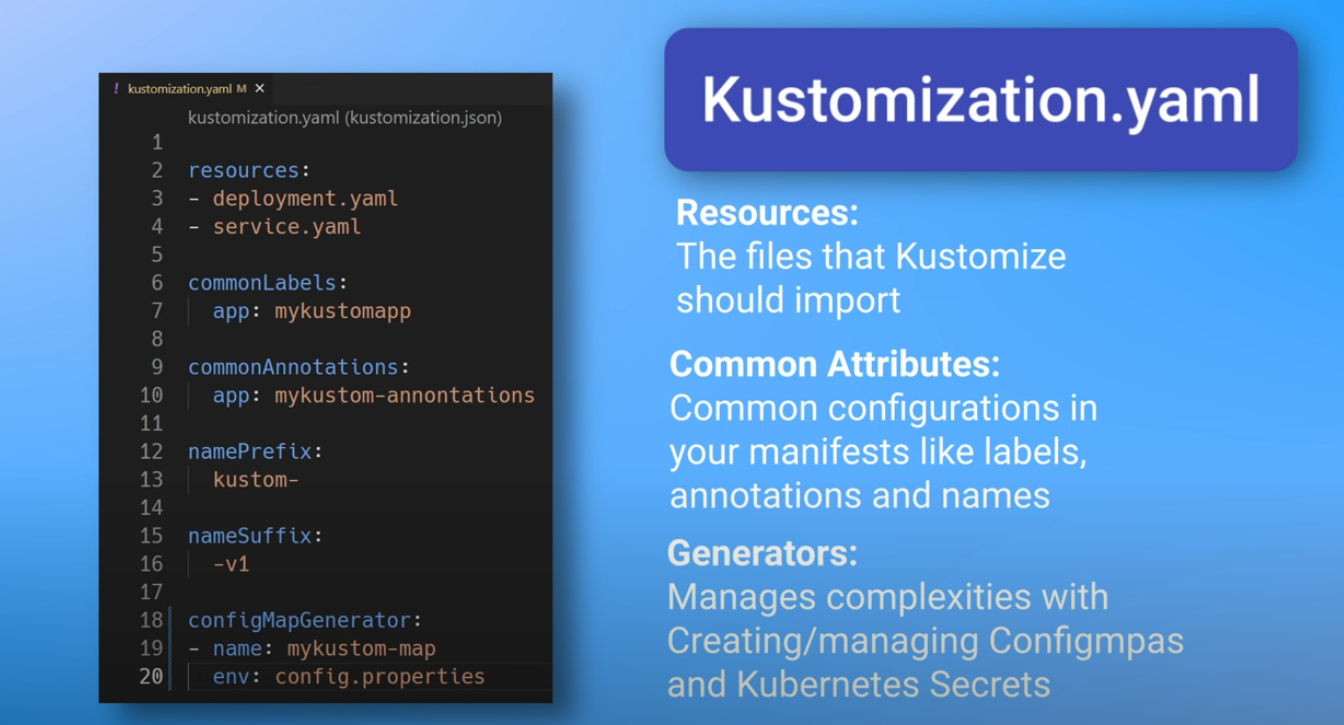 ! kustomization.yaml M ×
kustomization.yaml (kustomization.json)
1
2 resources:
3 - deployment.yaml
4 - service.yaml
5
6 commonLabels:
7 app: mykustomapp
8
9 commonAnnotations:
10 app: mykustom-annontations
11
12 namePrefix:
13 kustom-
14
15 nameSuffix:
16 -v1
17
18 configMapGenerator:
19 - name: mykustom-map
20 env: config.properties
Kustomization.yaml
Resources:
The files that Kustomize
should import
Common Attributes:
Common configurations in
your manifests like labels,
annotations and names
Generators:
Manages complexities with
Creating/managing Configmpas
and Kubernetes Secrets